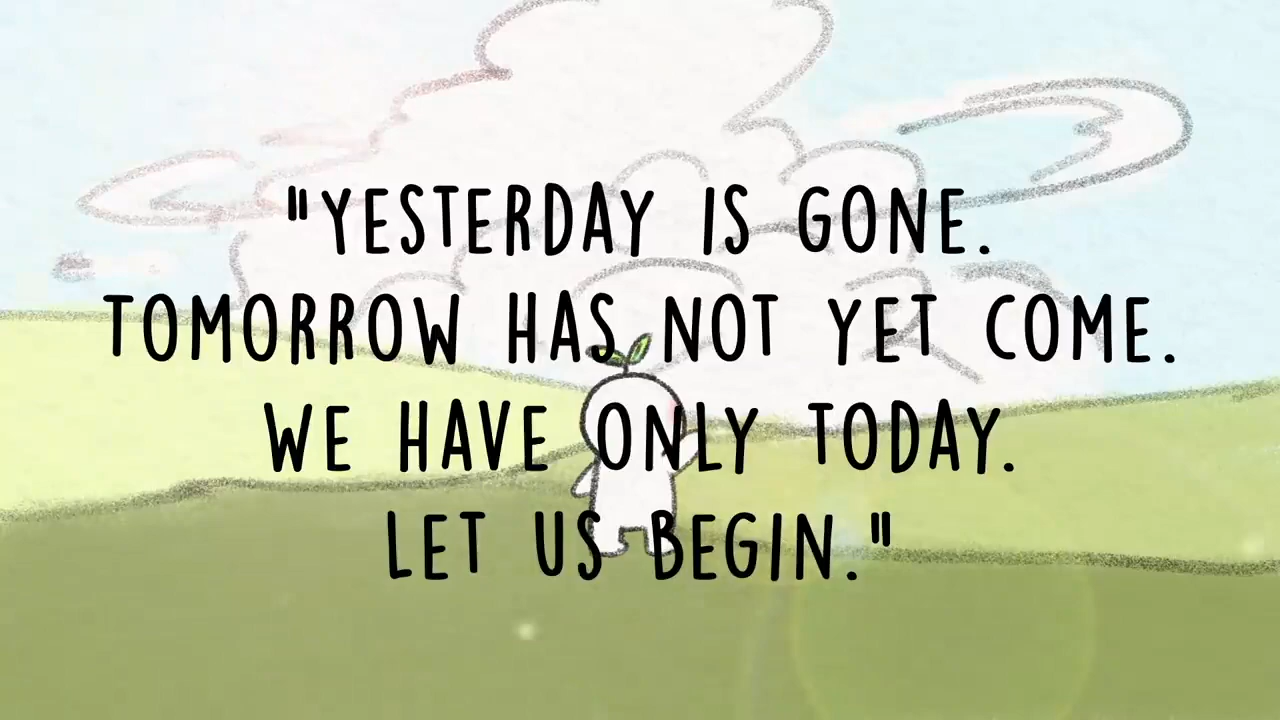 "YESTERDAY IS GONE.
TOMORROW HAS NOT YET COME.
WE HAVE ONLY TODAY.
LET US BEGIN."